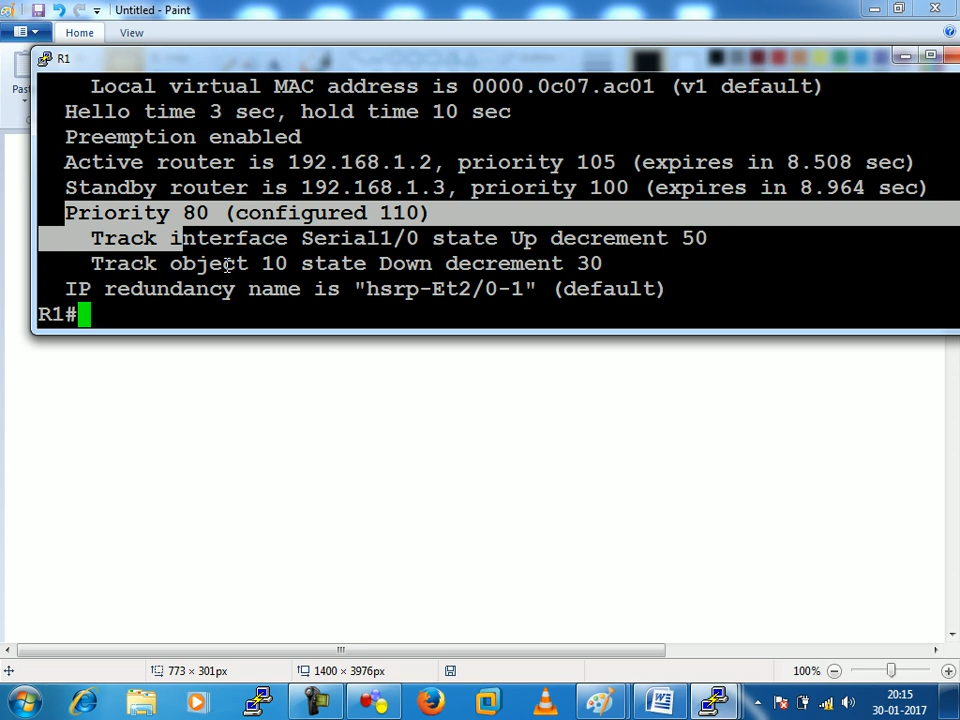 Untitled - Paint
Home
View
R1
Local virtual MAC address is 0000.0c07.ac01 (v1 default)
Hello time 3 sec, hold time 10 sec
Preemption enabled
Active router is 192.168.1.2, priority 105 (expires in 8.508 sec)
Standby router is 192.168.1.3, priority 100 (expires in 8.964 sec)
Priority 80 (configured 110)
Track interface Serial1/0 state Up decrement 50
Track object 10 state Down decrement 30
IP redundancy name is "hsrp-Et2/0-1" (default)
R1#
773 × 301px
1400 × 3976px
100%
20:15
30-01-2017